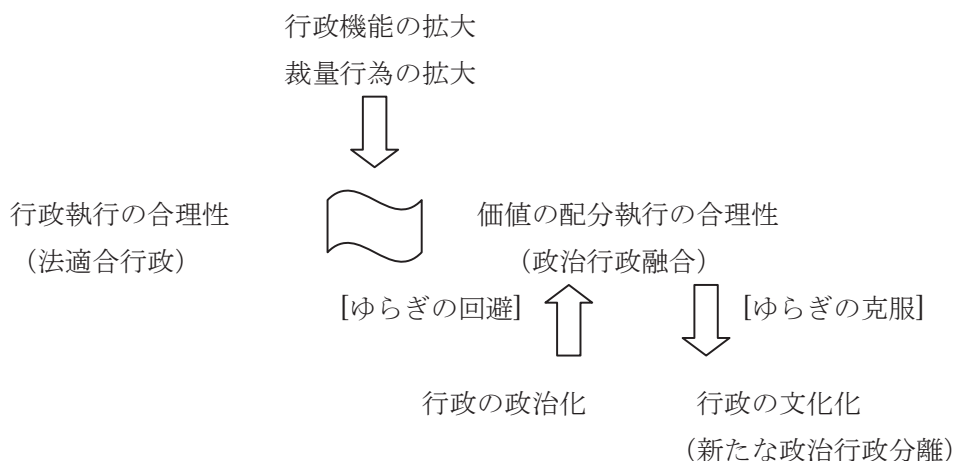 行政機能の拡大
裁量行為の拡大
行政執行の合理性
価値の配分執行の合理性
（法適合行政）
（政治行政融合）
[ゆらぎの回避]
[ゆらぎの克服]
行政の政治化
行政の文化化
（新たな政治行政分離）